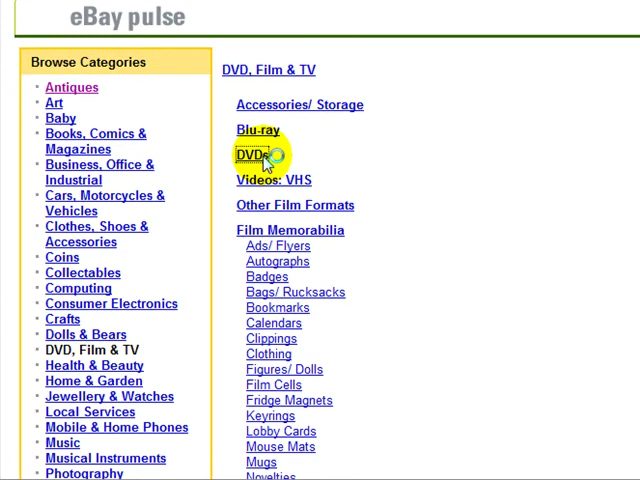 eBay pulse
Browse Categories
Antiques
Art
Baby
Books, Comics &
Magazines
Business, Office &
Industrial
Cars, Motorcycles &
Vehicles
Clothes, Shoes &
Accessories
Coins
Collectables
Computing
Consumer Electronics
Crafts
Dolls & Bears
DVD, Film & TV
Health & Beauty
Home & Garden
Jewellery & Watches
Local Services
Mobile & Home Phones
Music
Musical Instruments
Photography
DVD, Film & TV
Accessories/ Storage
Blu-ray
DVDs
Videos: VHS
Other Film Formats
Film Memorabilia
Ads/ Flyers
Autographs
Badges
Bags/ Rucksacks
Bookmarks
Calendars
Clippings
Clothing
Figures/ Dolls
Film Cells
Fridge Magnets
Keyrings
Lobby Cards
Mouse Mats
Mugs
Novelties